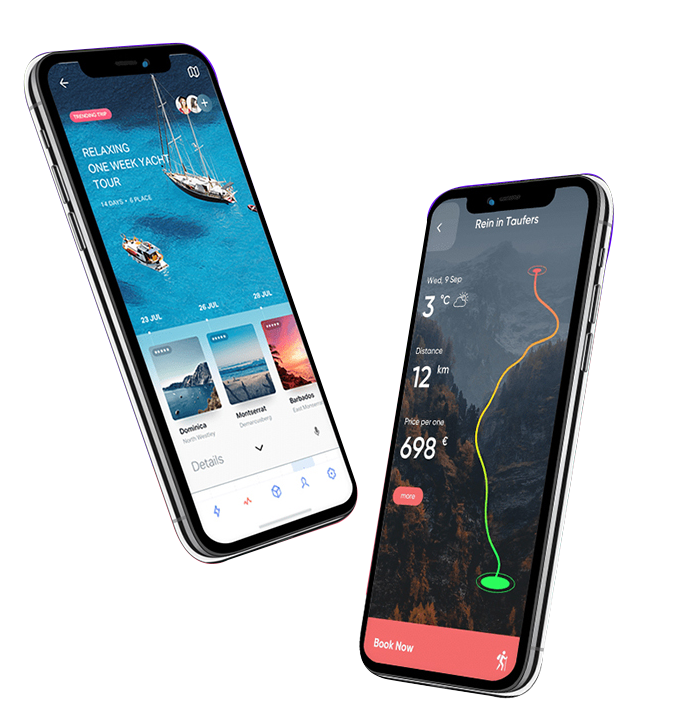 TRENDING TRIP
RELAXING
ONE WEEK YACHT
TOUR
14 DAYS • 6 PLACE
23 JUL
26 JUL
28 JUL
Dominica
North Westley
Montserrat
Barbados
East Monserra
Details
Rein in Taufers
Wed, 9 Sep
3 °C
Distance
12 km
Price per one
698 €
more
Book Now